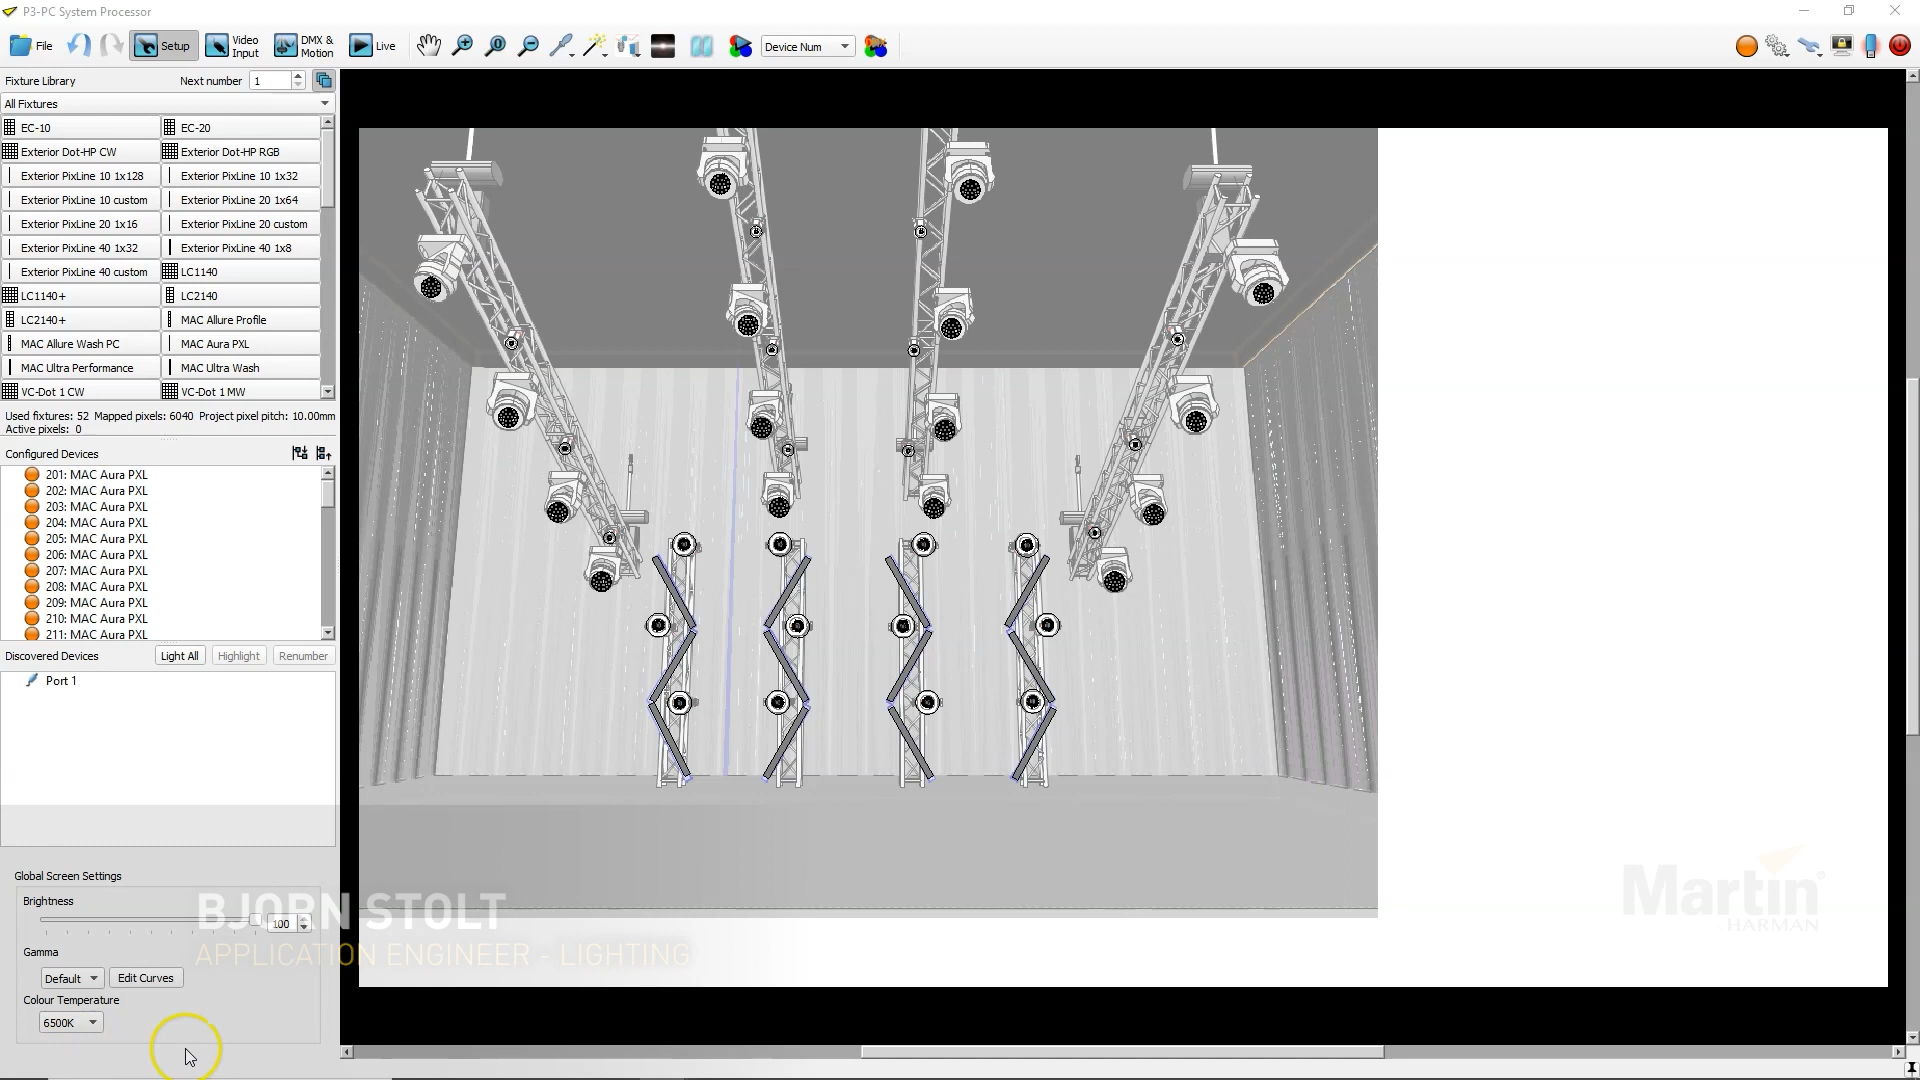 P3-PC System Processor
File
Setup
Video Input
DMX & Motion
Live
Device Num
Fixture Library
Next number
1
All Fixtures
EC-10
EC-20
Exterior Dot-HP CW
Exterior Dot-HP RGB
Exterior PixLine 10 1x128
Exterior PixLine 10 1x32
Exterior PixLine 10 custom
Exterior PixLine 20 1x64
Exterior PixLine 20 1x16
Exterior PixLine 20 custom
Exterior PixLine 40 1x32
Exterior PixLine 40 1x8
Exterior PixLine 40 custom
LC1140
LC1140+
LC2140
LC2140+
MAC Allure Profile
MAC Allure Wash PC
MAC Aura PXL
MAC Ultra Performance
MAC Ultra Wash
VC-Dot 1 CW
VC-Dot 1 MW
Used fixtures: 52 Mapped pixels: 6040 Project pixel pitch: 10.00mm
Active pixels: 0
Configured Devices
201: MAC Aura PXL
202: MAC Aura PXL
203: MAC Aura PXL
204: MAC Aura PXL
205: MAC Aura PXL
206: MAC Aura PXL
207: MAC Aura PXL
208: MAC Aura PXL
209: MAC Aura PXL
210: MAC Aura PXL
211: MAC Aura PXL
Discovered Devices
Light All
Highlight
Renumber
Port 1
Global Screen Settings
Brightness
100
Gamma
Default
Edit Curves
Colour Temperature
6500K
BJORN STOLT
APPLICATION ENGINEER - LIGHTING
Martin
HARMAN